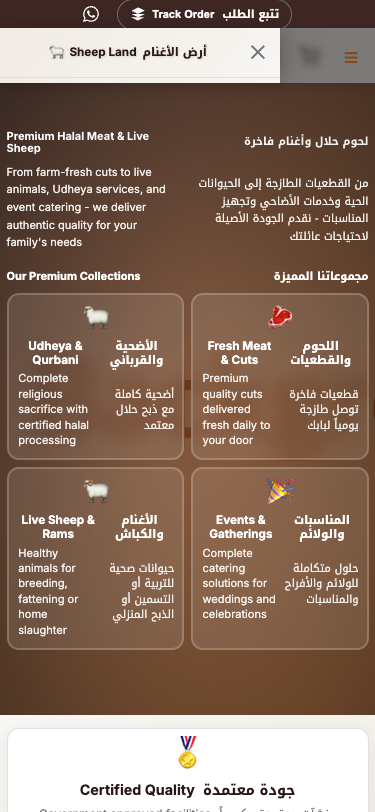 Track Order تتبع الطلب
Sheep Land أرض الأغنام
Premium Halal Meat & Live
Sheep
From farm-fresh cuts to live
animals, Udheya services, and
event catering - we deliver
authentic quality for your
family's needs
لحوم حلال وأغنام فاخرة
من القطعيات الطازجة إلى الحيوانات
الحية وخدمات الأضاحي وتجهيز
المناسبات - نقدم الجودة الأصيلة
لاحتياجات عائلتك
Our Premium Collections
مجموعاتنا المميزة
Udheya &
Qurbani
الأضحية
والقرباني
Complete
religious
sacrifice with
certified halal
processing
أضحية كاملة
مع ذبح حلال
معتمد
Fresh Meat
& Cuts
اللحوم
والقطعيات
Premium
quality cuts
delivered
fresh daily to
your door
قطعيات فاخرة
توصل طازجة
يومياً لبابك
Live Sheep &
Rams
الأغنام
والكباش
Healthy
animals for
breeding,
fattening or
home
slaughter
حيوانات صحية
للتربية أو
التسمين أو
الذبح المنزلي
Events &
Gatherings
المناسبات
والولائم
Complete
catering
solutions for
weddings and
celebrations
حلول متكاملة
للولائم والأفراح
والمناسبات
Certified Quality جودة معتمدة